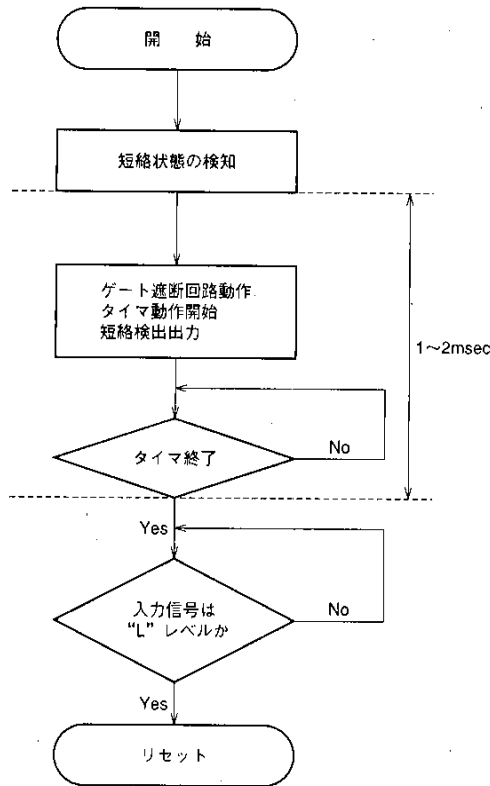 開 始
短絡状態の検知
ゲート遮断回路動作
タイマ動作開始
短絡検出出力
1〜2msec
タイマ終了
No
Yes
入力信号は
“L”レベルか
No
Yes
リセット